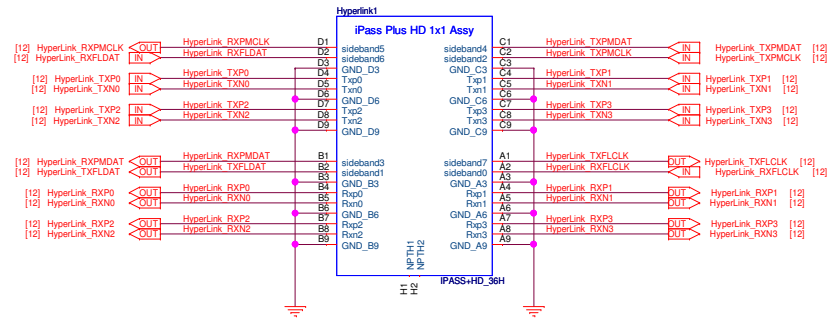 Hyperlink1
iPass Plus HD 1x1 Assy
[12] HyperLink_RXPMCLK OUT HyperLink_RXPMCLK D1 sideband5 sideband4 C1 HyperLink_TXPMDAT IN HyperLink_TXPMDAT [12]
[12] HyperLink_RXFLDAT IN HyperLink_RXFLDAT D2 sideband6 sideband2 C2 HyperLink_TXPMCLK IN HyperLink_TXPMCLK [12]
D3 GND_D3 GND_C3 C3
[12] HyperLink_TXP0 IN HyperLink_TXP0 D4 Txp0 Txp1 C4 HyperLink_TXP1 IN HyperLink_TXP1 [12]
[12] HyperLink_TXN0 IN HyperLink_TXN0 D5 Txn0 Txn1 C5 HyperLink_TXN1 IN HyperLink_TXN1 [12]
D6 GND_D6 GND_C6 C6
[12] HyperLink_TXP2 IN HyperLink_TXP2 D7 Txp2 Txp3 C7 HyperLink_TXP3 IN HyperLink_TXP3 [12]
[12] HyperLink_TXN2 IN HyperLink_TXN2 D8 Txn2 Txn3 C8 HyperLink_TXN3 IN HyperLink_TXN3 [12]
D9 GND_D9 GND_C9 C9
[12] HyperLink_RXPMDAT OUT HyperLink_RXPMDAT B1 sideband3 sideband7 A1 HyperLink_TXFLCLK OUT HyperLink_TXFLCLK [12]
[12] HyperLink_TXFLDAT OUT HyperLink_TXFLDAT B2 sideband1 sideband0 A2 HyperLink_RXFLCLK IN HyperLink_RXFLCLK [12]
B3 GND_B3 GND_A3 A3
[12] HyperLink_RXP0 OUT HyperLink_RXP0 B4 Rxp0 Rxp1 A4 HyperLink_RXP1 OUT HyperLink_RXP1 [12]
[12] HyperLink_RXN0 OUT HyperLink_RXN0 B5 Rxn0 Rxn1 A5 HyperLink_RXN1 OUT HyperLink_RXN1 [12]
B6 GND_B6 GND_A6 A6
[12] HyperLink_RXP2 OUT HyperLink_RXP2 B7 Rxp2 Rxp3 A7 HyperLink_RXP3 OUT HyperLink_RXP3 [12]
[12] HyperLink_RXN2 OUT HyperLink_RXN2 B8 Rxn2 Rxn3 A8 HyperLink_RXN3 OUT HyperLink_RXN3 [12]
B9 GND_B9 GND_A9 A9
NPTH1
NPTH2
H1
H2
IPASS+HD_36H